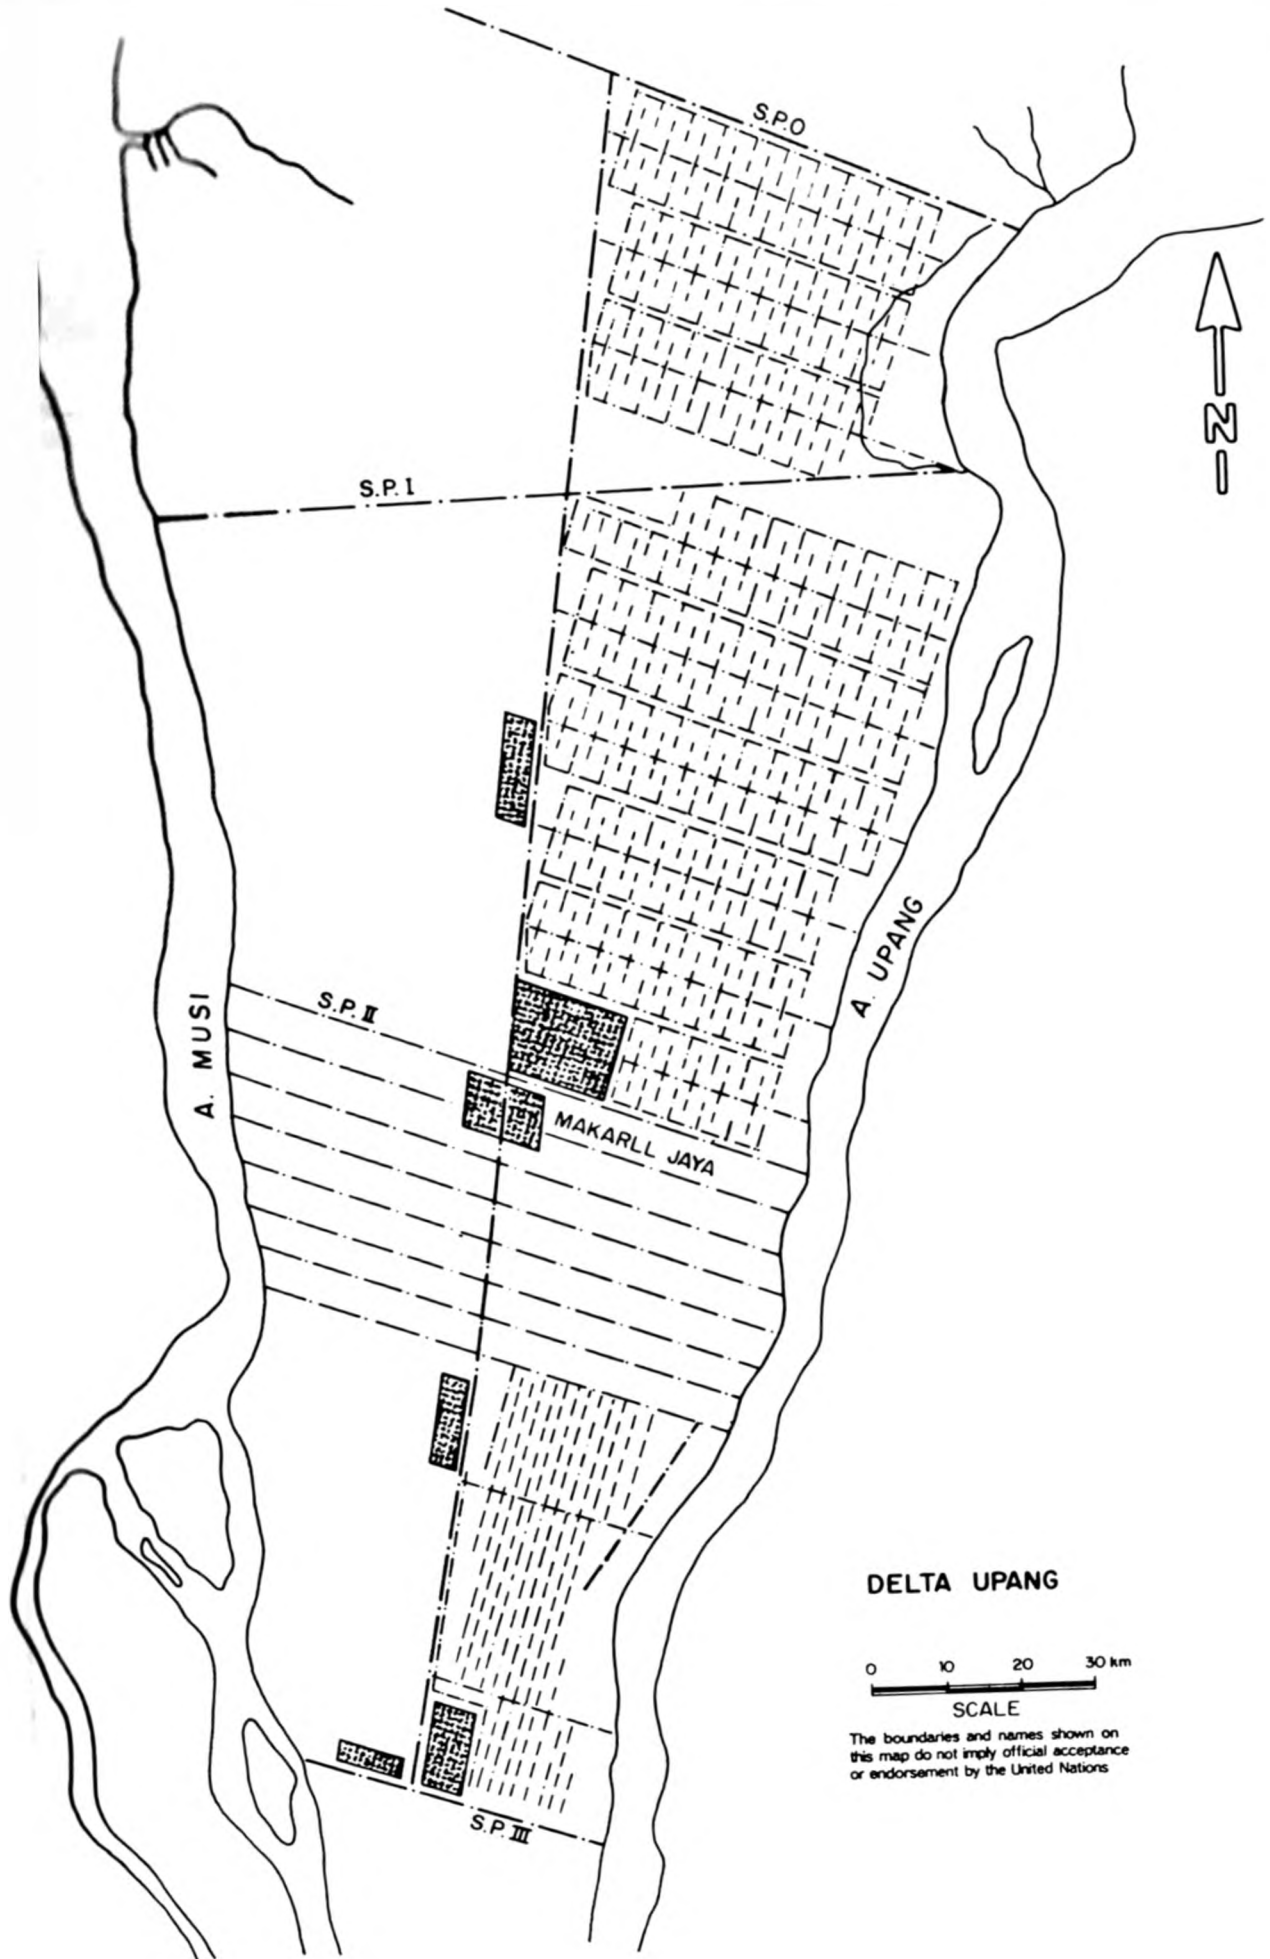 S.P.O
N
S.P. I
A. UPANG
S.P. II
A. MUSI
MAKARLL JAYA
DELTA UPANG
0 10 20 30 km
SCALE
The boundaries and names shown on
this map do not imply official acceptance
or endorsement by the United Nations
S.P. III